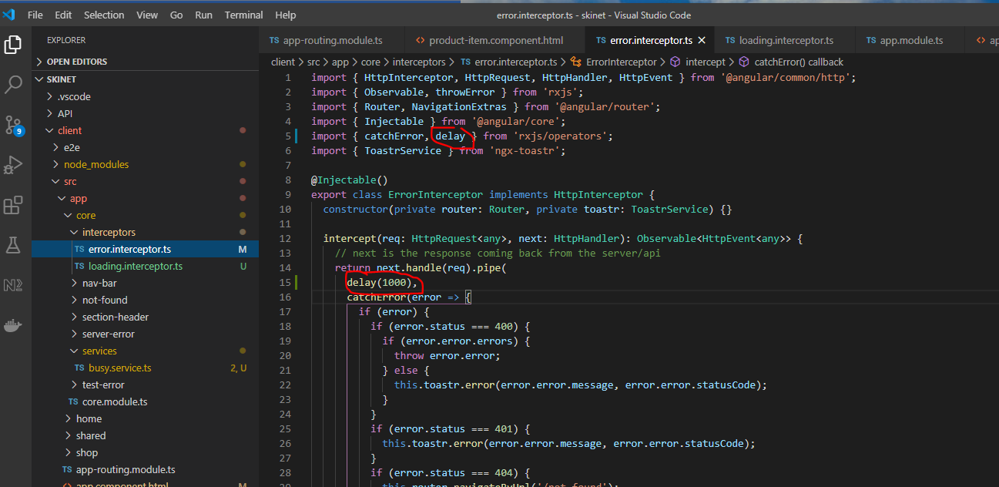 File Edit Selection View Go Run Terminal Help error.interceptor.ts - skinet - Visual Studio Code
EXPLORER
OPEN EDITORS
SKINET
.vscode
API
client
e2e
node_modules
src
app
core
interceptors
TS error.interceptor.ts M
TS loading.interceptor.ts U
nav-bar
not-found
section-header
server-error
services
TS busy.service.ts 2, U
test-error
TS core.module.ts
home
shared
shop
TS app-routing.module.ts
<> app.component.html M
9
TS app-routing.module.ts <> product-item.component.html TS error.interceptor.ts × TS loading.interceptor.ts TS app.module.ts <> ap
client > src > app > core > interceptors > TS error.interceptor.ts > ErrorInterceptor > intercept > catchError() callback
1 import { HttpInterceptor, HttpRequest, HttpHandler, HttpEvent } from '@angular/common/http';
2 import { Observable, throwError } from 'rxjs';
3 import { Router, NavigationExtras } from '@angular/router';
4 import { Injectable } from '@angular/core';
5 import { catchError, delay } from 'rxjs/operators';
6 import { ToastrService } from 'ngx-toastr';
7
8 @Injectable()
9 export class ErrorInterceptor implements HttpInterceptor {
10 constructor(private router: Router, private toastr: ToastrService) {}
11
12 intercept(req: HttpRequest<any>, next: HttpHandler): Observable<HttpEvent<any>> {
13 // next is the response coming back from the server/api
14 return next.handle(req).pipe(
15 delay(1000),
16 catchError(error => {
17 if (error) {
18 if (error.status === 400) {
19 if (error.error.errors) {
20 throw error.error;
21 } else {
22 this.toastr.error(error.error.message, error.error.statusCode);
23 }
24 }
25 if (error.status === 401) {
26 this.toastr.error(error.error.message, error.error.statusCode);
27 }
28 if (error.status === 404) {
29 this.router.navigateByUrl('/not-found');